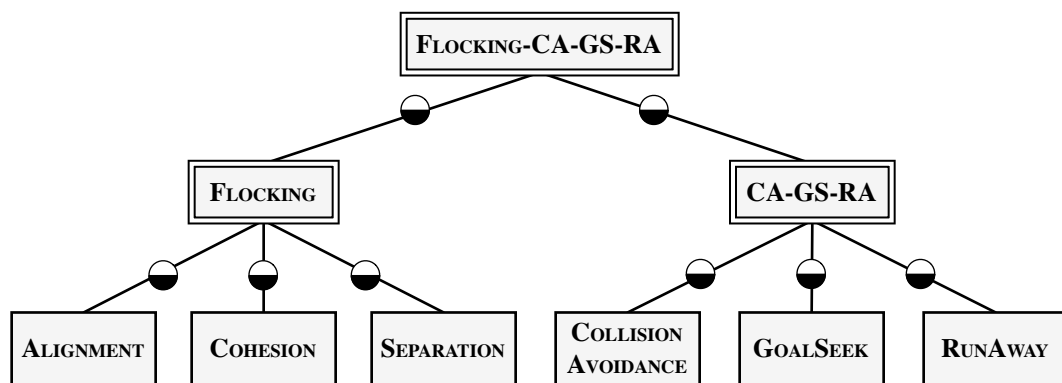 FLOCKING-CA-GS-RA
FLOCKING
CA-GS-RA
ALIGNMENT
COHESION
SEPARATION
COLLISION
AVOIDANCE
GOALSEEK
RUNAWAY